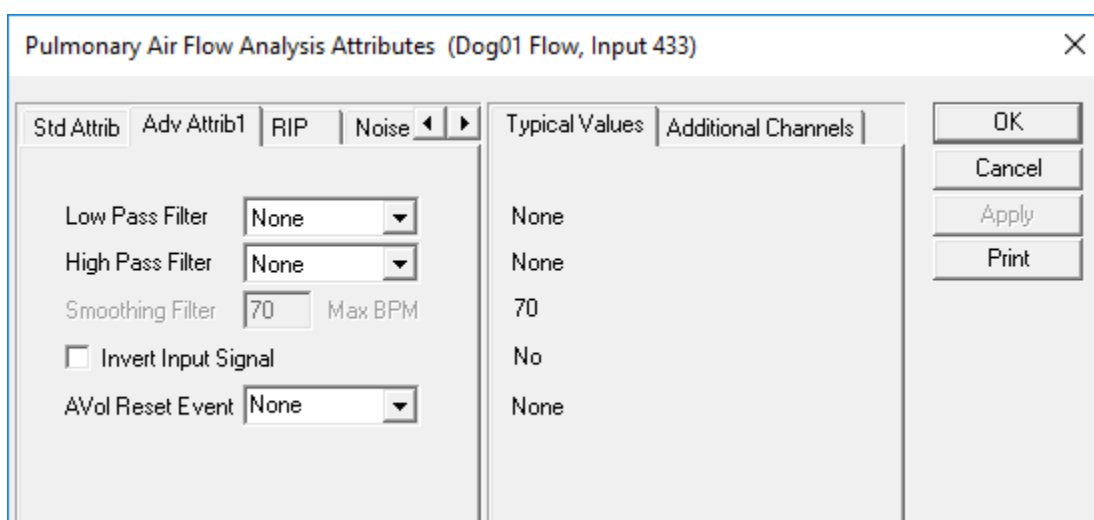 Pulmonary Air Flow Analysis Attributes (Dog01 Flow, Input 433)
Std Attrib Adv Attrib1 RIP Noise Typical Values Additional Channels OK
Cancel
Low Pass Filter None None Apply
High Pass Filter None None Print
Smoothing Filter 70 Max BPM 70
Invert Input Signal No
AVol Reset Event None None